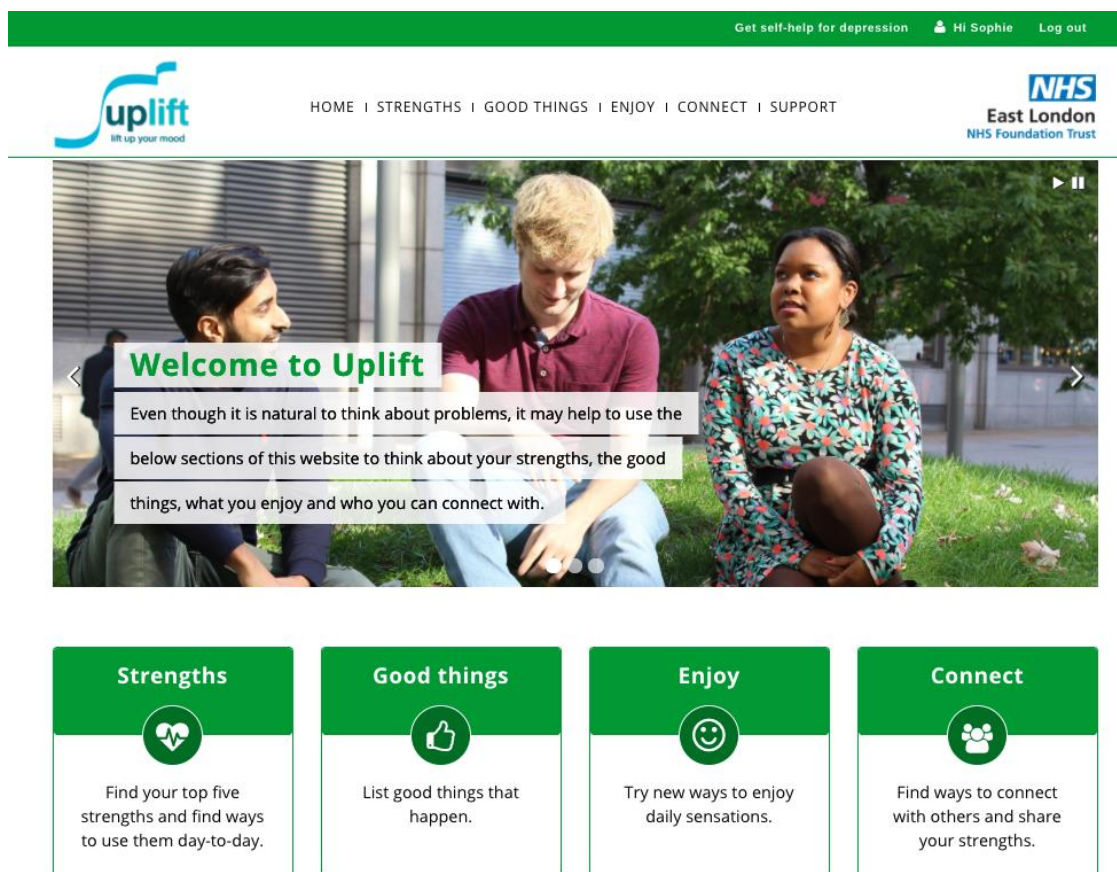 Get self-help for depression Hi Sophie Log out
uplift
lift up your mood
HOME | STRENGTHS | GOOD THINGS | ENJOY | CONNECT | SUPPORT
NHS
East London
NHS Foundation Trust
Welcome to Uplift
Even though it is natural to think about problems, it may help to use the
below sections of this website to think about your strengths, the good
things, what you enjoy and who you can connect with.
Strengths
Find your top five
strengths and find ways
to use them day-to-day.
Good things
List good things that
happen.
Enjoy
Try new ways to enjoy
daily sensations.
Connect
Find ways to connect
with others and share
your strengths.